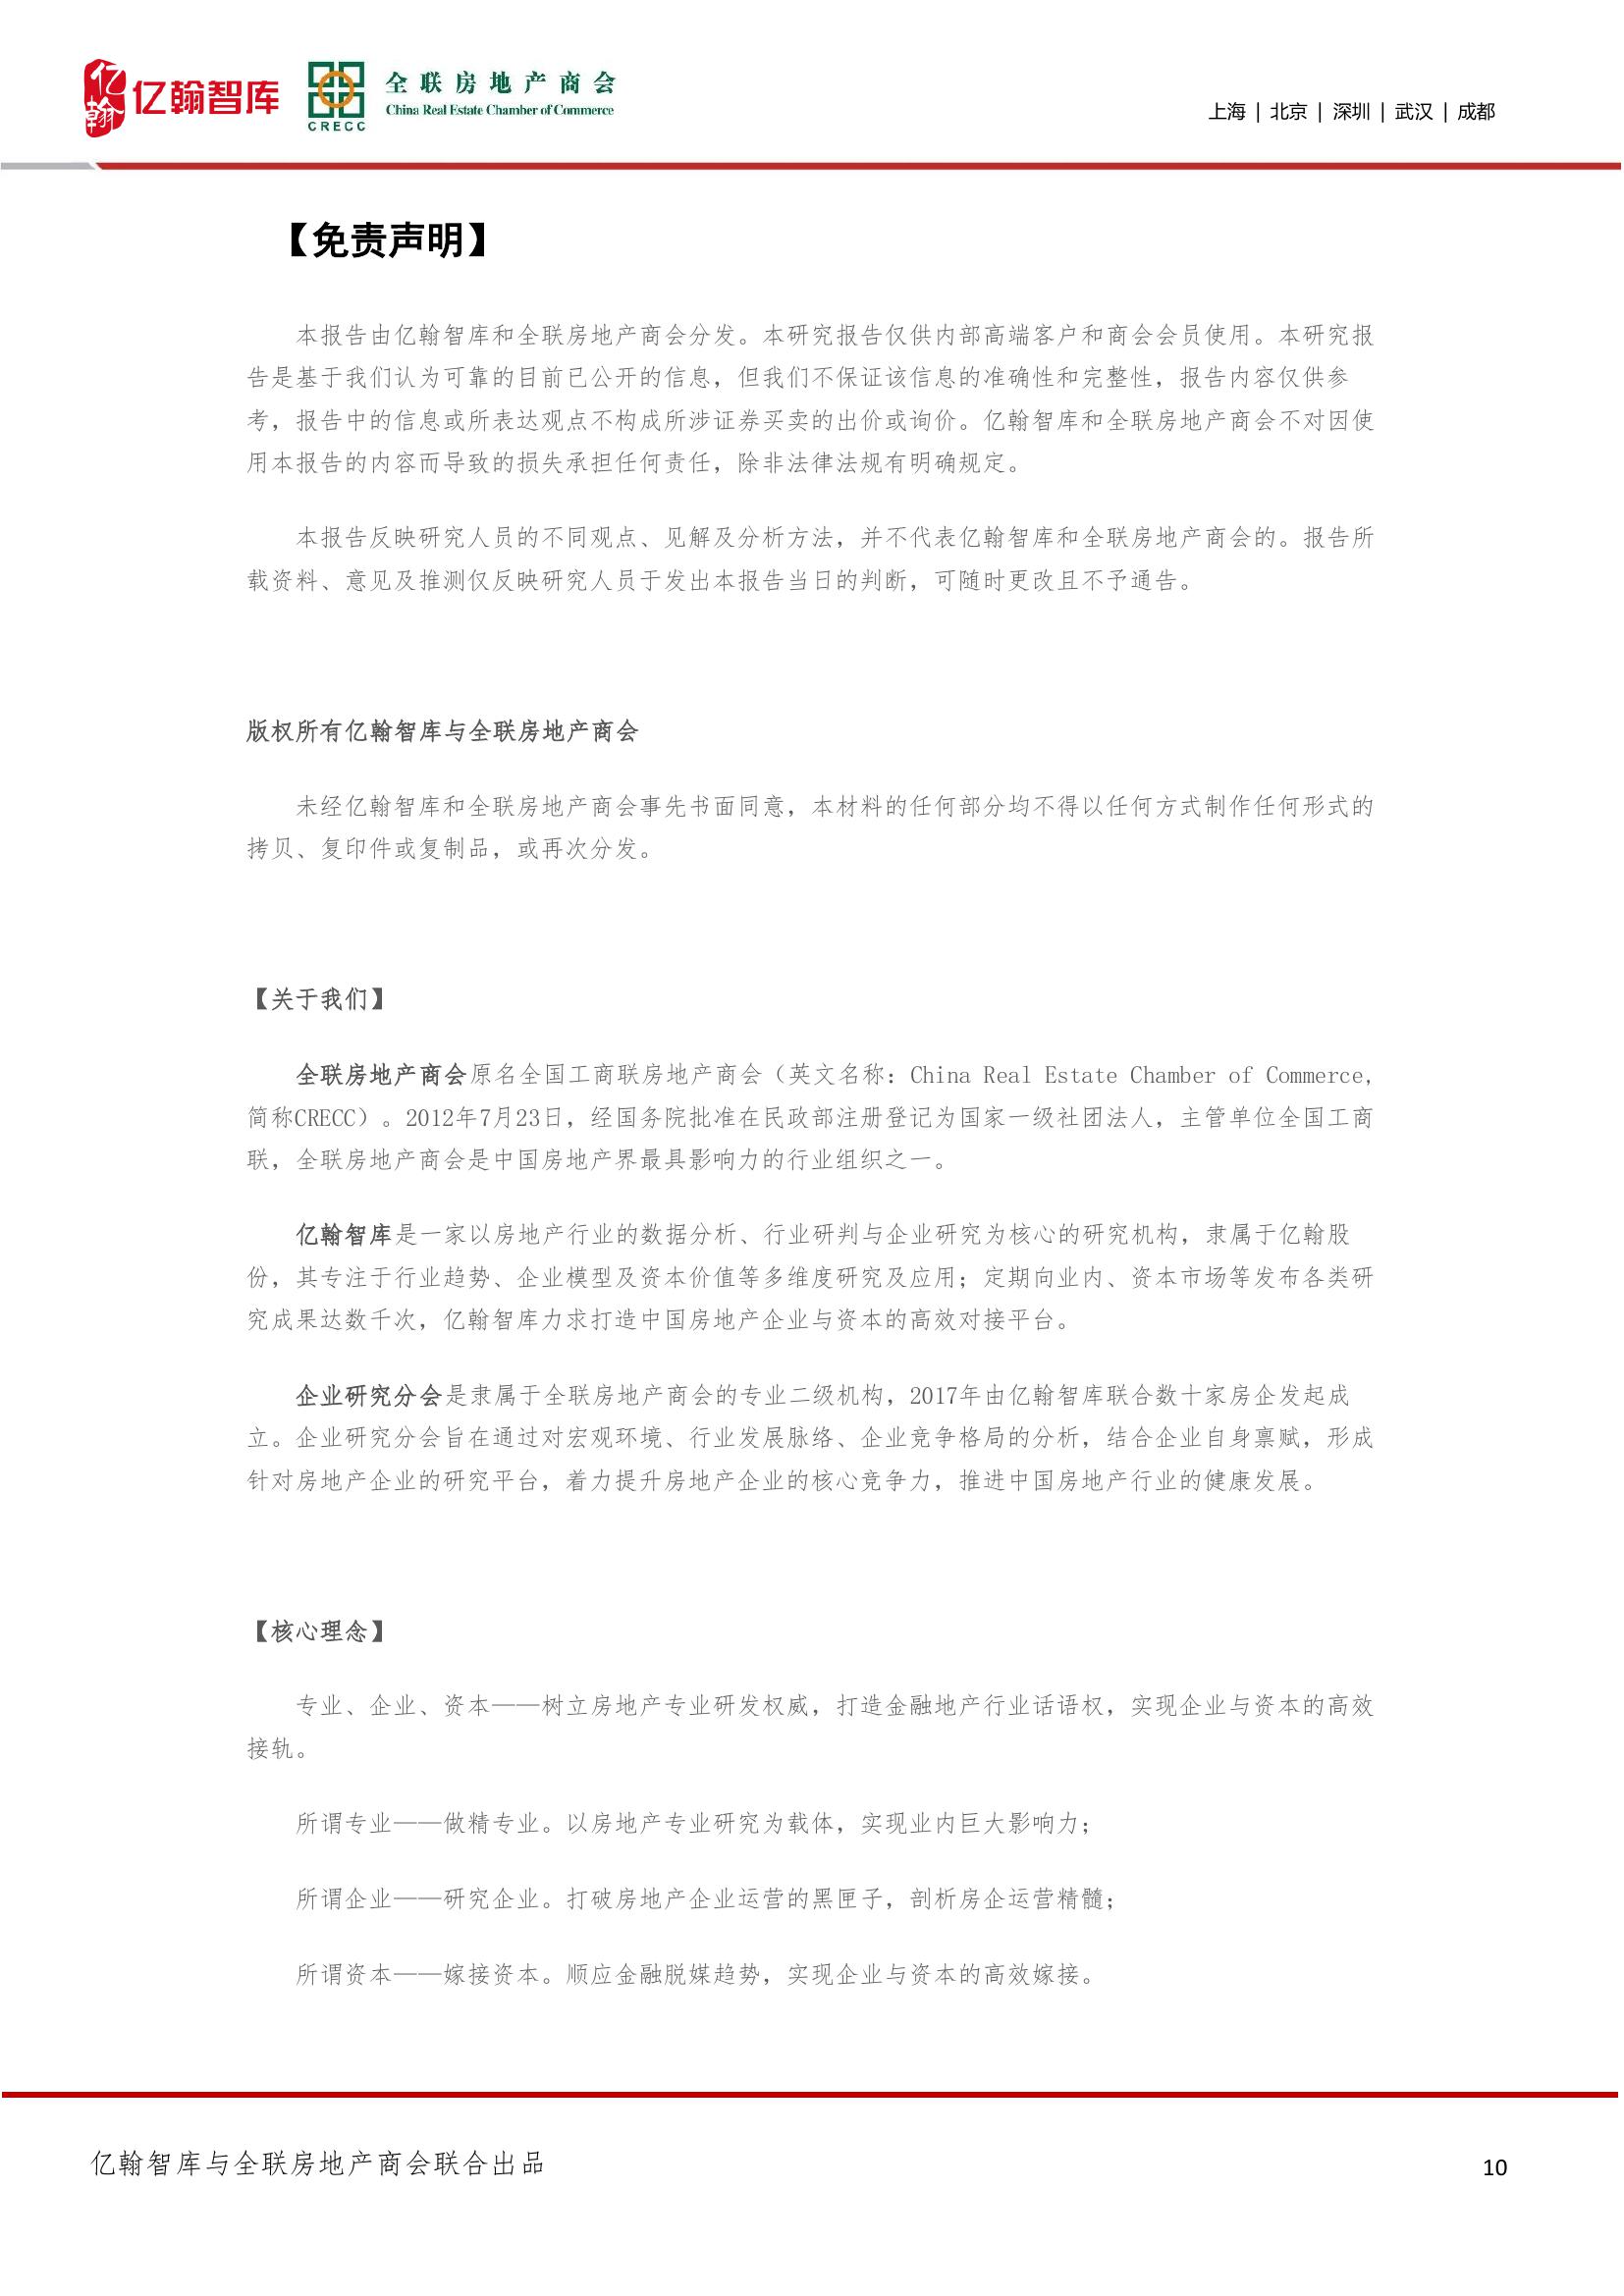 亿翰
亿翰智库
CRECC
全联房地产商会
China Real Estate Chamber of Commerce
上海 | 北京 | 深圳 | 武汉 | 成都
【免责声明】
本报告由亿翰智库和全联房地产商会分发。本研究报告仅供内部高端客户和商会会员使用。本研究报
告是基于我们认为可靠的目前已公开的信息，但我们不保证该信息的准确性和完整性，报告内容仅供参
考，报告中的信息或所表达观点不构成所涉证券买卖的出价或询价。亿翰智库和全联房地产商会不对因使
用本报告的内容而导致的损失承担任何责任，除非法律法规有明确规定。
本报告反映研究人员的不同观点、见解及分析方法，并不代表亿翰智库和全联房地产商会的。报告所
载资料、意见及推测仅反映研究人员于发出本报告当日的判断，可随时更改且不予通告。
版权所有亿翰智库与全联房地产商会
未经亿翰智库和全联房地产商会事先书面同意，本材料的任何部分均不得以任何方式制作任何形式的
拷贝、复印件或复制品，或再次分发。
【关于我们】
全联房地产商会原名全国工商联房地产商会（英文名称：China Real Estate Chamber of Commerce,
简称CRECC）。2012年7月23日，经国务院批准在民政部注册登记为国家一级社团法人，主管单位全国工商
联，全联房地产商会是中国房地产界最具影响力的行业组织之一。
亿翰智库是一家以房地产行业的数据分析、行业研判与企业研究为核心的研究机构，隶属于亿翰股
份，其专注于行业趋势、企业模型及资本价值等多维度研究及应用；定期向业内、资本市场等发布各类研
究成果达数千次，亿翰智库力求打造中国房地产企业与资本的高效对接平台。
企业研究分会是隶属于全联房地产商会的专业二级机构，2017年由亿翰智库联合数十家房企发起成
立。企业研究分会旨在通过对宏观环境、行业发展脉络、企业竞争格局的分析，结合企业自身禀赋，形成
针对房地产企业的研究平台，着力提升房地产企业的核心竞争力，推进中国房地产行业的健康发展。
【核心理念】
专业、企业、资本——树立房地产专业研发权威，打造金融地产行业话语权，实现企业与资本的高效
接轨。
所谓专业——做精专业。以房地产专业研究为载体，实现业内巨大影响力；
所谓企业——研究企业。打破房地产企业运营的黑匣子，剖析房企运营精髓；
所谓资本——嫁接资本。顺应金融脱媒趋势，实现企业与资本的高效嫁接。
亿翰智库与全联房地产商会联合出品
10